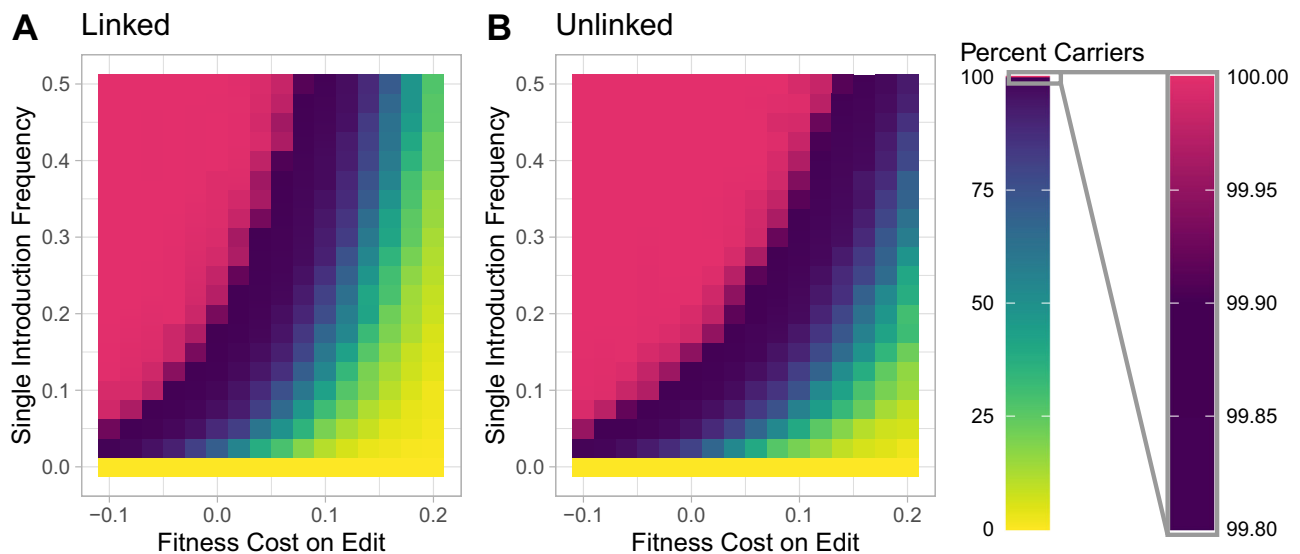 A Linked
Single Introduction Frequency
0.5
0.4
0.3
0.2
0.1
0.0
−0.1 0.0 0.1 0.2
Fitness Cost on Edit
B Unlinked
Single Introduction Frequency
0.5
0.4
0.3
0.2
0.1
0.0
−0.1 0.0 0.1 0.2
Fitness Cost on Edit
Percent Carriers
100
75
50
25
0
100.00
99.95
99.90
99.85
99.80